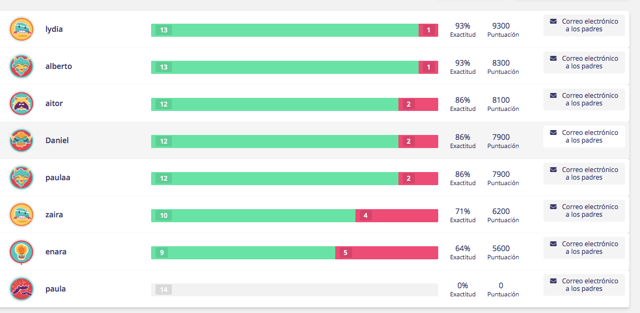 lydia 13 1 93% 9300 Correo electrónico
Exactitud Puntuación a los padres
alberto 13 1 93% 8300 Correo electrónico
Exactitud Puntuación a los padres
aitor 12 2 86% 8100 Correo electrónico
Exactitud Puntuación a los padres
Daniel 12 2 86% 7900 Correo electrónico
Exactitud Puntuación a los padres
paulaa 12 2 86% 7900 Correo electrónico
Exactitud Puntuación a los padres
zaira 10 4 71% 6200 Correo electrónico
Exactitud Puntuación a los padres
enara 9 5 64% 5600 Correo electrónico
Exactitud Puntuación a los padres
paula 14 0% 0 Correo electrónico
Exactitud Puntuación a los padres